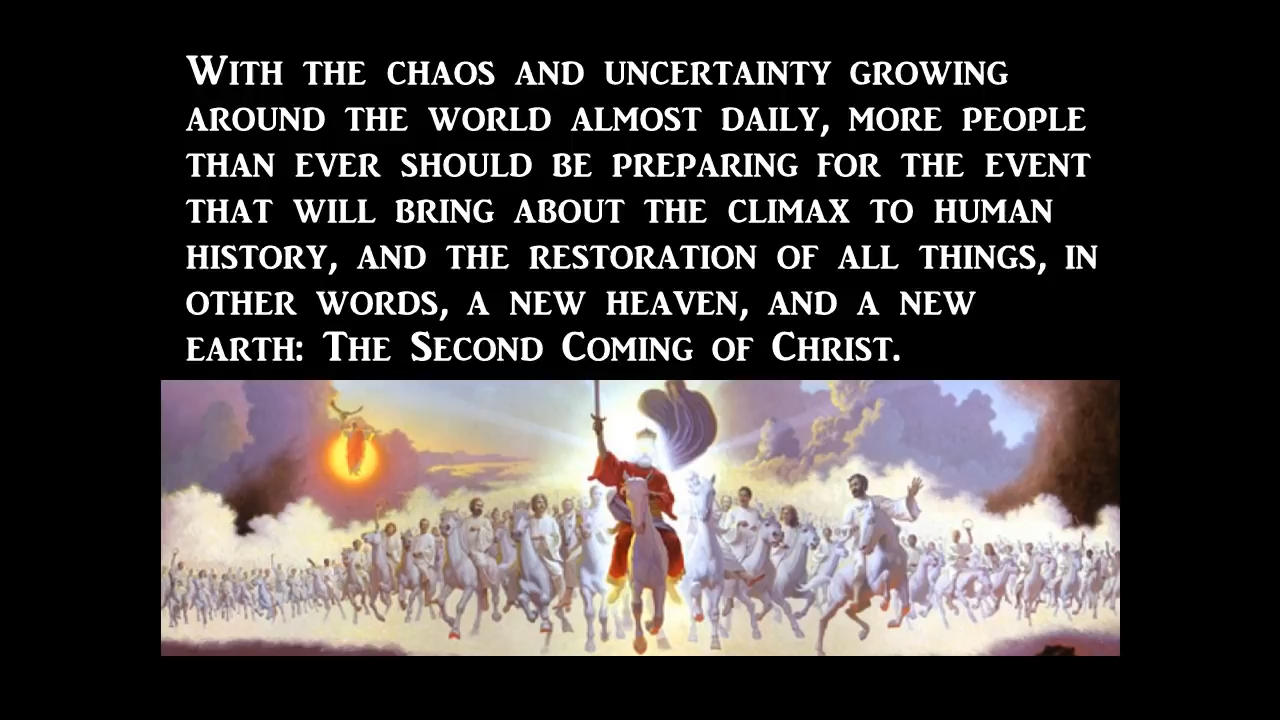 With the chaos and uncertainty growing
around the world almost daily, more people
than ever should be preparing for the event
that will bring about the climax to human
history, and the restoration of all things, in
other words, a new heaven, and a new
earth: The Second Coming of Christ.